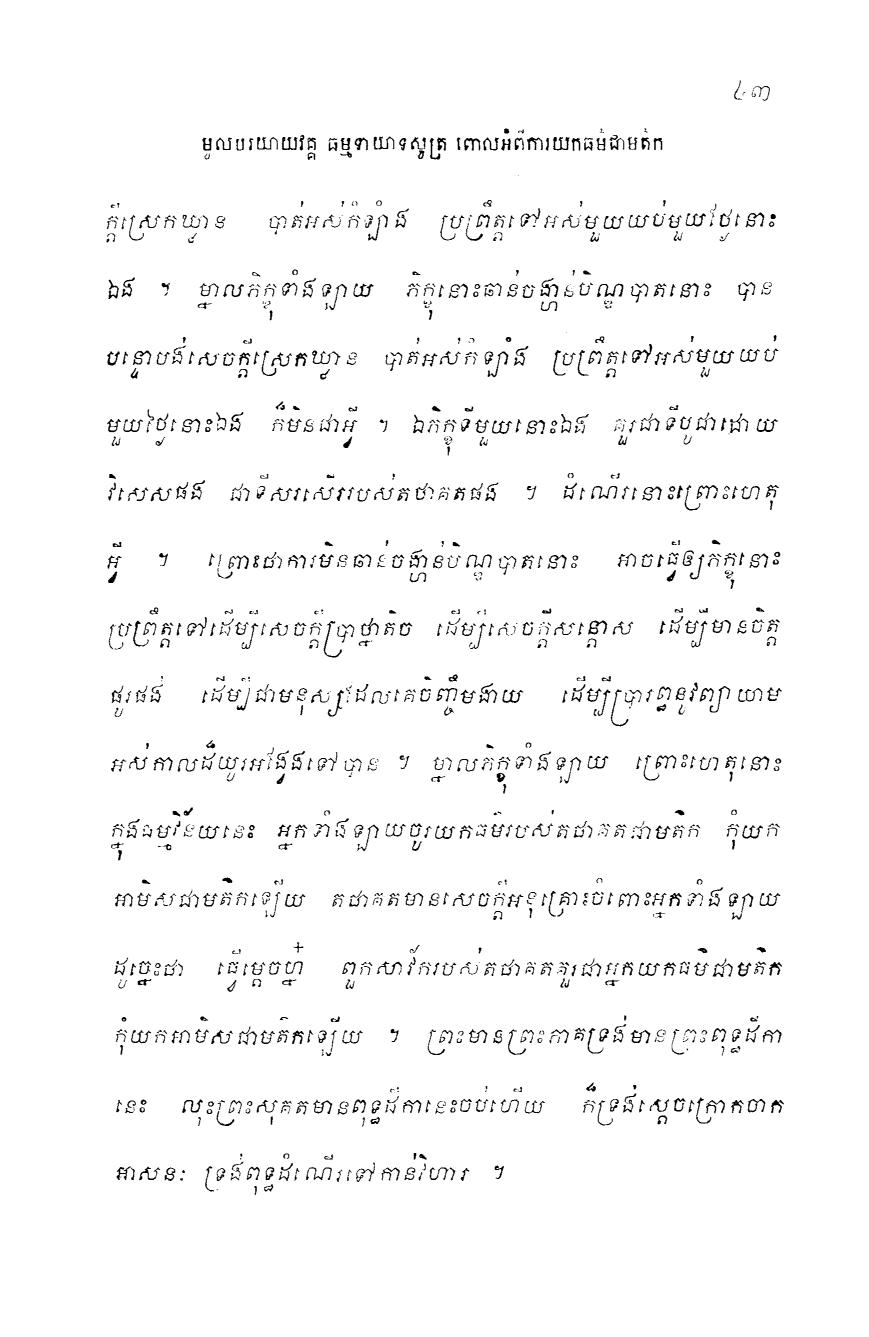 ៤៣
មូលបរយាយវគ្គ ធម្មទាយាទសូត្រ ពោលអំពីការយកធម៌ជាមត៌ក
ក្តីស្រេកឃ្លាន បាត់អស់កំឡាំង ប្រព្រឹត្តទៅអស់មួយយប់មួយថ្ងៃនោះ
ឯង ។ ម្នាលភិក្ខុទាំងឡាយ ភិក្ខុនោះឆាន់ចង្ហាន់បិណ្ឌបាតនោះ បាន
បន្ទោបង់សេចក្តីស្រេកឃ្លាន បាត់អស់កំឡាំង ប្រព្រឹត្តទៅអស់មួយយប់
មួយថ្ងៃនោះឯង ក៏មិនជាអ្វី ។ ឯភិក្ខុទីមួយនោះឯង គួរជាទីបូជាដោយ
វិសេសផង ជាទីសរសើររបស់តថាគតផង ។ ដំណើរនោះព្រោះហេតុ
អ្វី ។ ព្រោះថាការមិនឆាន់ចង្ហាន់បិណ្ឌបាតនោះ អាចធ្វើឲ្យភិក្ខុនោះ
ប្រព្រឹត្តទៅដើម្បីសេចក្តីប្រាថ្នាតិច ដើម្បីសេចក្តីសន្តោស ដើម្បីមានចិត្ត
ផូរផង់ ដើម្បីជាមនុស្សដែលគេចិញ្ចឹមងាយ ដើម្បីប្រារព្ធនូវព្យាយាម
អស់កាលដ៏យូរអង្វែងទៅបាន ។ ម្នាលភិក្ខុទាំងឡាយ ព្រោះហេតុនោះ
ក្នុងធម្មវិន័យនេះ អ្នកទាំងឡាយចូរយកធម៌របស់តថាគតជាមត៌ក កុំយក
អាមិសជាមត៌កឡើយ តថាគតមានសេចក្តីអនុគ្រោះចំពោះអ្នកទាំងឡាយ
ដូច្នេះថា ធ្វើម្តេចហ្ន៎ ពួកសាវ័ករបស់តថាគតគួរជាអ្នកយកធម៌ជាមត៌ក
កុំយកអាមិសជាមត៌កឡើយ ។ ព្រះមានព្រះភាគទ្រង់មានព្រះពុទ្ធដីកា
នេះ លុះព្រះសុគតមានពុទ្ធដីកានេះចប់ហើយ ក៏ទ្រង់ស្តេចក្រោកចាក
អាសនៈ ទ្រង់ពុទ្ធដំណើរទៅកាន់វិហារ ។